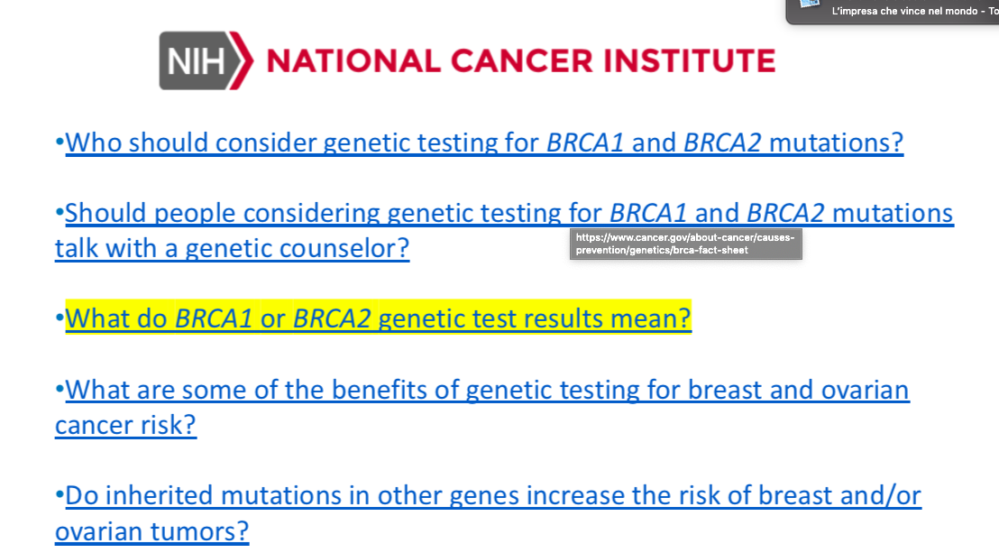 L'impresa che vince nel mondo - To
NIH NATIONAL CANCER INSTITUTE
•Who should consider genetic testing for BRCA1 and BRCA2 mutations?
•Should people considering genetic testing for BRCA1 and BRCA2 mutations
talk with a genetic counselor?
https://www.cancer.gov/about-cancer/causes-
prevention/genetics/brca-fact-sheet
•What do BRCA1 or BRCA2 genetic test results mean?
•What are some of the benefits of genetic testing for breast and ovarian
cancer risk?
•Do inherited mutations in other genes increase the risk of breast and/or
ovarian tumors?